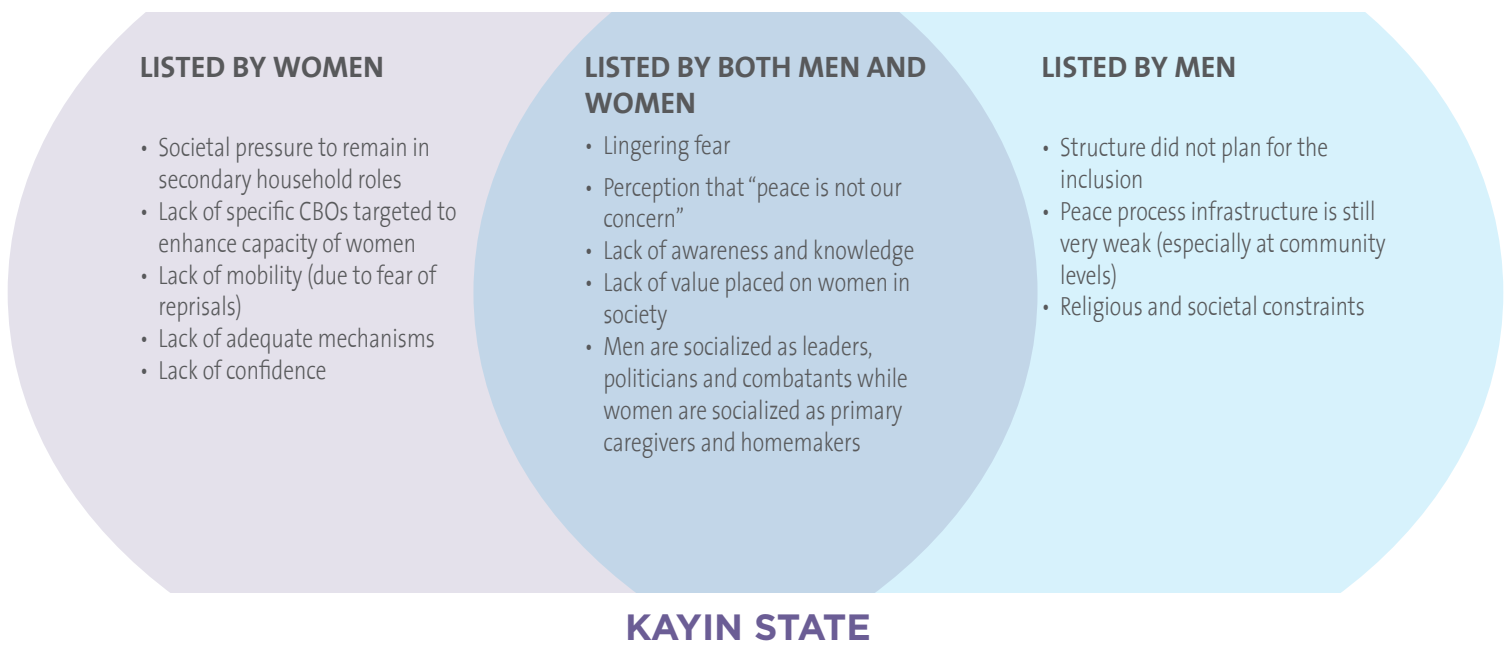 LISTED BY WOMEN
• Societal pressure to remain in
secondary household roles
• Lack of specific CBOs targeted to
enhance capacity of women
• Lack of mobility (due to fear of
reprisals)
• Lack of adequate mechanisms
• Lack of confidence
LISTED BY BOTH MEN AND
WOMEN
• Lingering fear
• Perception that “peace is not our
concern”
• Lack of awareness and knowledge
• Lack of value placed on women in
society
• Men are socialized as leaders,
politicians and combatants while
women are socialized as primary
caregivers and homemakers
LISTED BY MEN
• Structure did not plan for the
inclusion
• Peace process infrastructure is still
very weak (especially at community
levels)
• Religious and societal constraints
KAYIN STATE